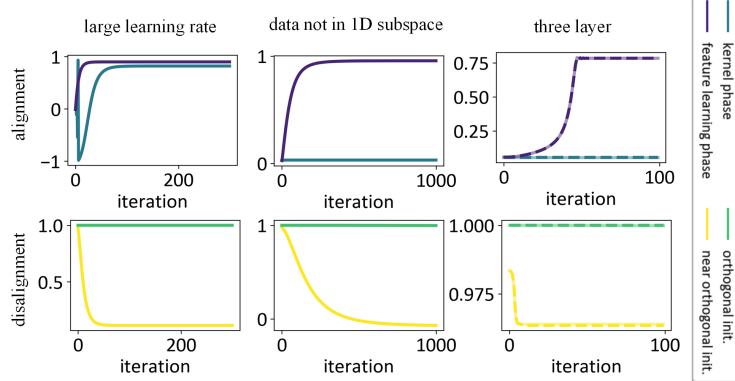 large learning rate
data not in 1D subspace
three layer
alignment
1
0
−1
0
200
iteration
1
0
0
1000
iteration
0.75
0.50
0.25
0
100
iteration
disalignment
1.0
0.5
0
200
iteration
1
0
0
1000
iteration
1.000
0.975
0
100
iteration
kernel phase
feature learning phase
orthogonal init.
near orthogonal init.